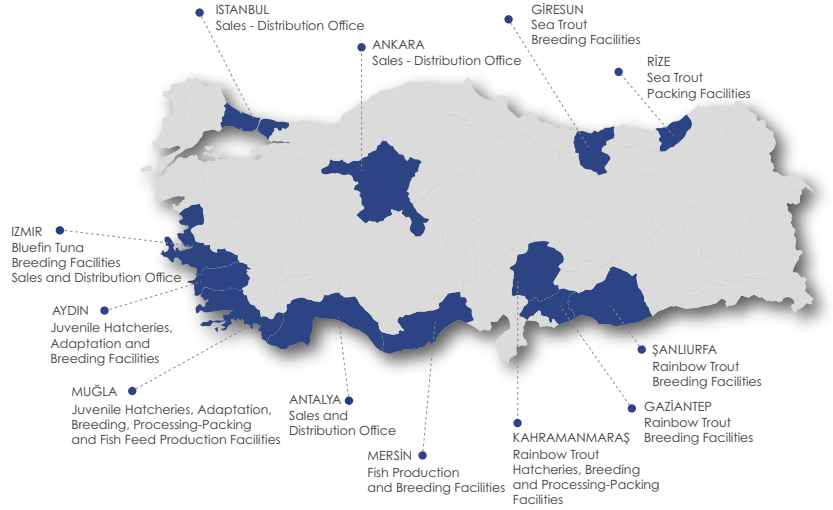 ISTANBUL
Sales - Distribution Office
ANKARA
Sales - Distribution Office
GİRESUN
Sea Trout
Breeding Facilities
RİZE
Sea Trout
Packing Facilities
IZMIR
Bluefin Tuna
Breeding Facilities
Sales and Distribution Office
AYDIN
Juvenile Hatcheries,
Adaptation and
Breeding Facilities
MUĞLA
Juvenile Hatcheries, Adaptation,
Breeding, Processing-Packing
and Fish Feed Production Facilities
ANTALYA
Sales and
Distribution Office
MERSİN
Fish Production
and Breeding Facilities
KAHRAMANMARAŞ
Rainbow Trout
Hatcheries, Breeding
and Processing-Packing
Facilities
GAZİANTEP
Rainbow Trout
Breeding Facilities
ŞANLIURFA
Rainbow Trout
Breeding Facilities